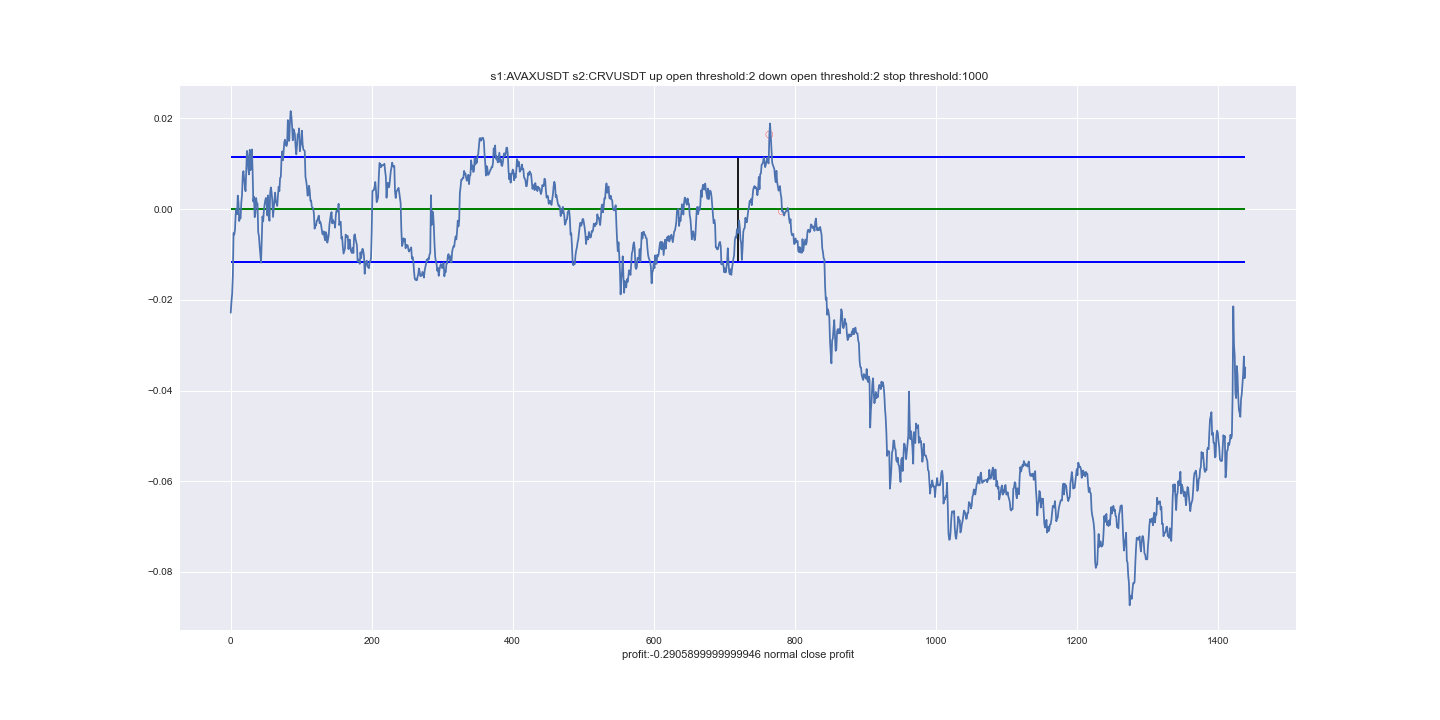 s1:AVAXUSDT s2:CRVUSDT up open threshold:2 down open threshold:2 stop threshold:1000
0.02
0.00
−0.02
−0.04
−0.06
−0.08
0 200 400 600 800 1000 1200 1400
profit:-0.2905899999999946 normal close profit